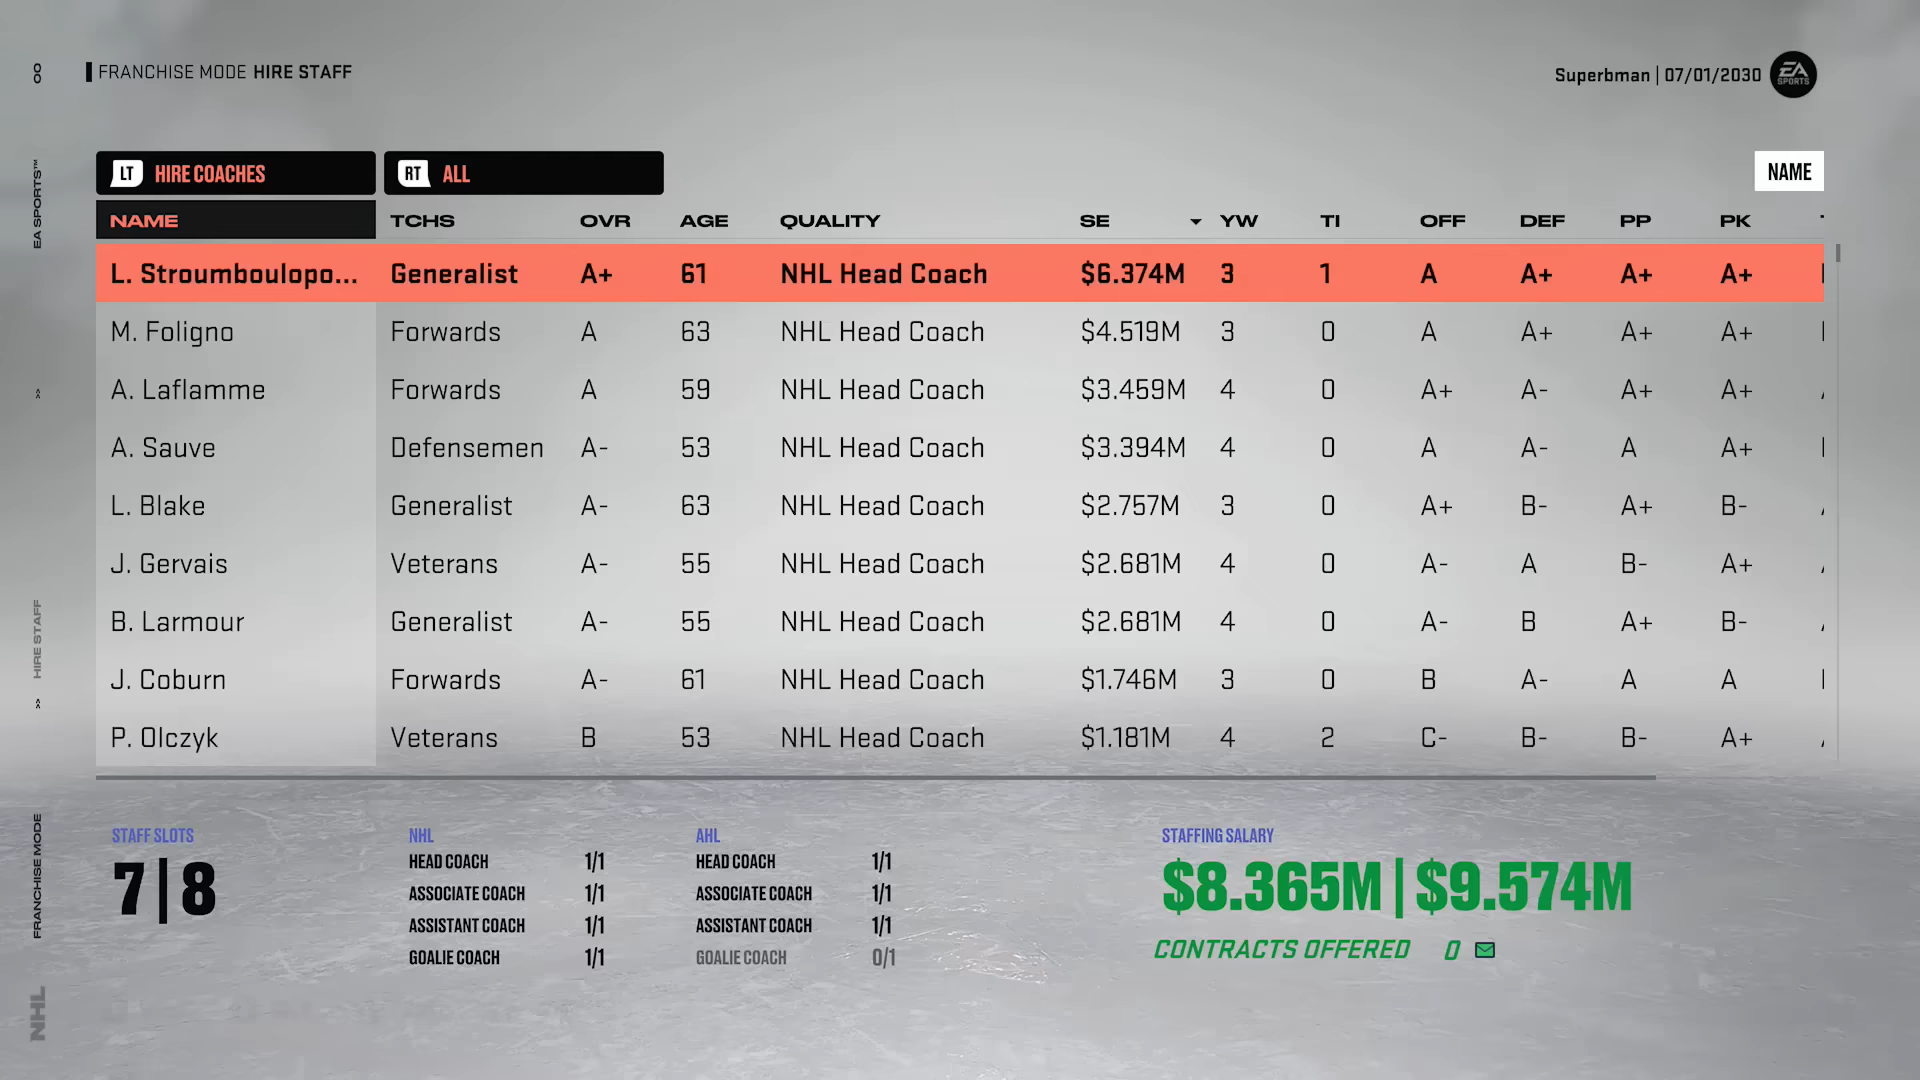 FRANCHISE MODE HIRE STAFF
Superbman | 07/01/2030
EA SPORTS
LT HIRE COACHES
RT ALL
NAME
NAME TCHS OVR AGE QUALITY SE YW TI OFF DEF PP PK
L. Stroumboulopo... Generalist A+ 61 NHL Head Coach $6.374M 3 1 A A+ A+ A+
M. Foligno Forwards A 63 NHL Head Coach $4.519M 3 0 A A+ A+ A+
A. Laflamme Forwards A 59 NHL Head Coach $3.459M 4 0 A+ A- A+ A+
A. Sauve Defensemen A- 53 NHL Head Coach $3.394M 4 0 A A- A A+
L. Blake Generalist A- 63 NHL Head Coach $2.757M 3 0 A+ B- A+ B-
J. Gervais Veterans A- 55 NHL Head Coach $2.681M 4 0 A- A B- A+
B. Larmour Generalist A- 55 NHL Head Coach $2.681M 4 0 A- B A+ B-
J. Coburn Forwards A- 61 NHL Head Coach $1.746M 3 0 B A- A A
P. Olczyk Veterans B 53 NHL Head Coach $1.181M 4 2 C- B- B- A+
STAFF SLOTS
7|8
NHL
HEAD COACH 1/1
ASSOCIATE COACH 1/1
ASSISTANT COACH 1/1
GOALIE COACH 1/1
AHL
HEAD COACH 1/1
ASSOCIATE COACH 1/1
ASSISTANT COACH 1/1
GOALIE COACH 0/1
STAFFING SALARY
$8.365M | $9.574M
CONTRACTS OFFERED 0
NHL
FRANCHISE MODE
>>
HIRE STAFF
>>
EA SPORTS™